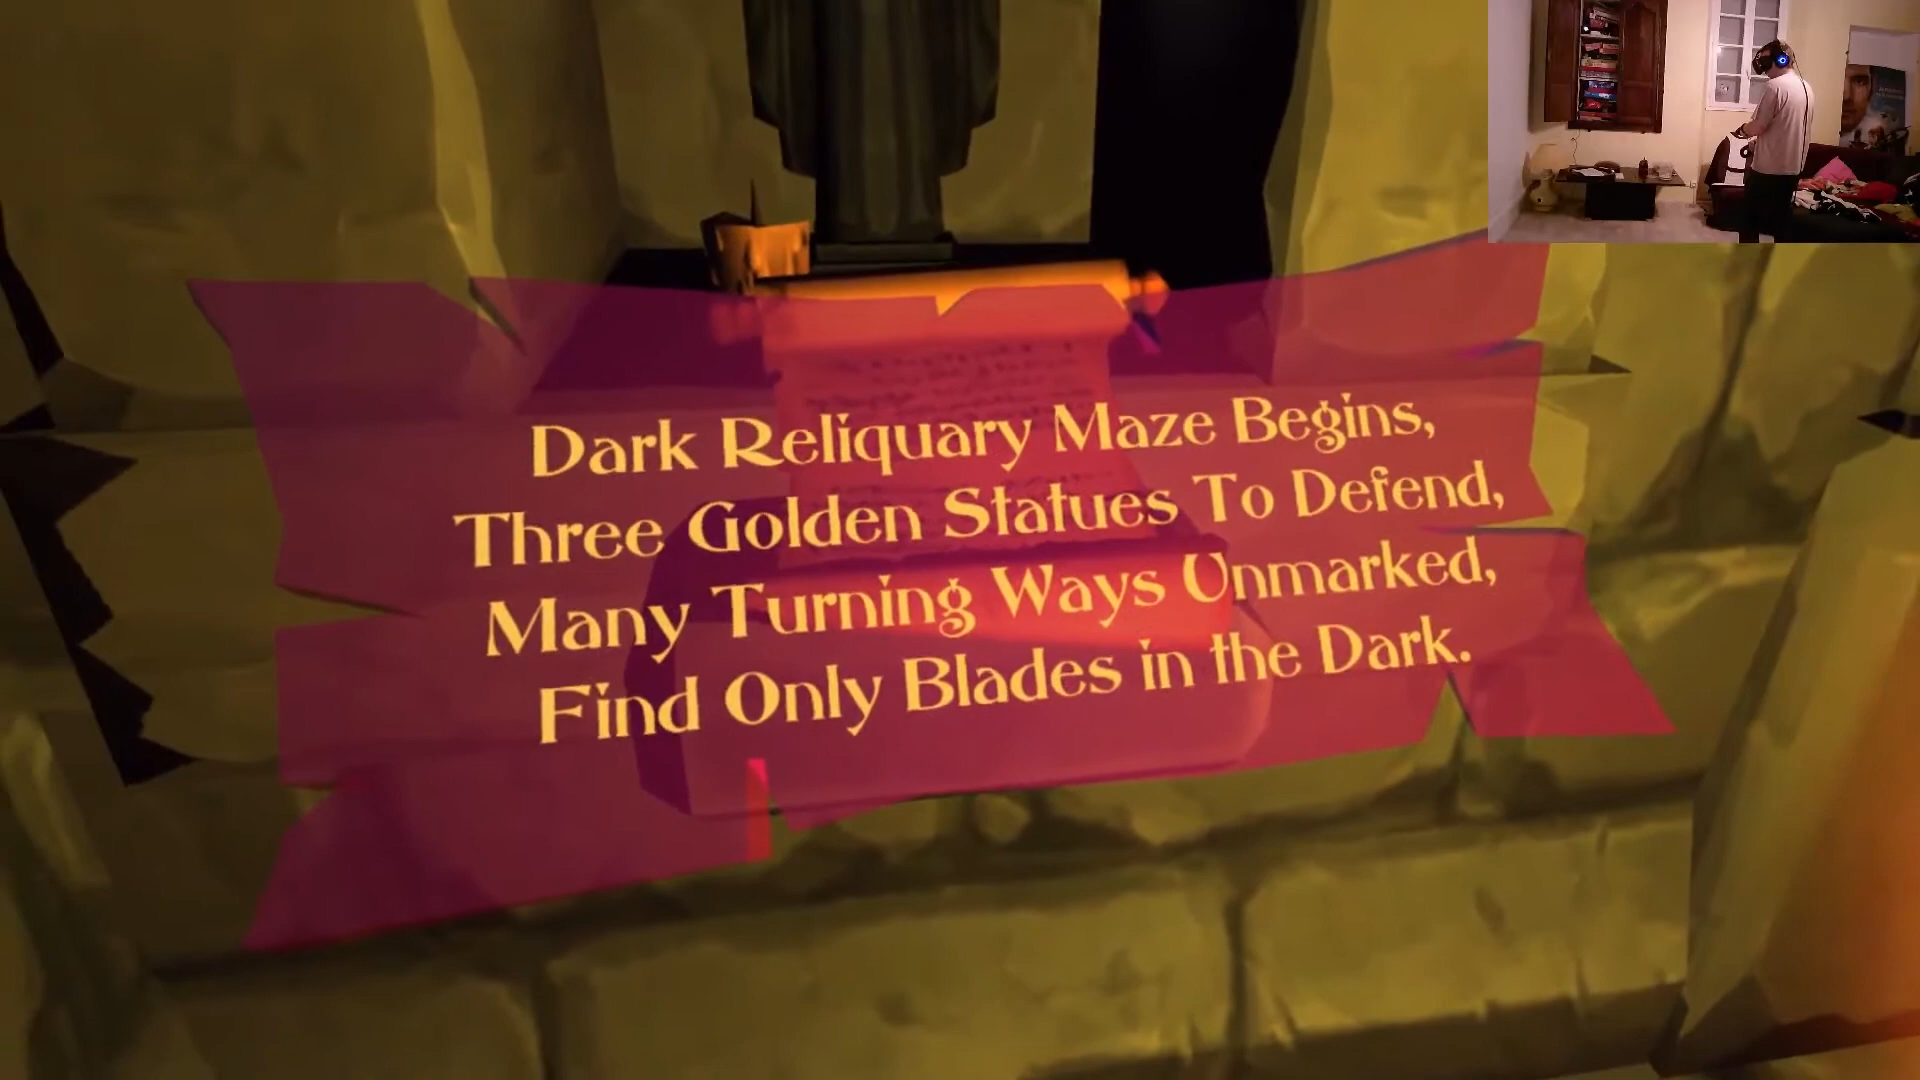 Dark Reliquary Maze Begins,
Three Golden Statues To Defend,
Many Turning Ways Unmarked,
Find Only Blades in the Dark.